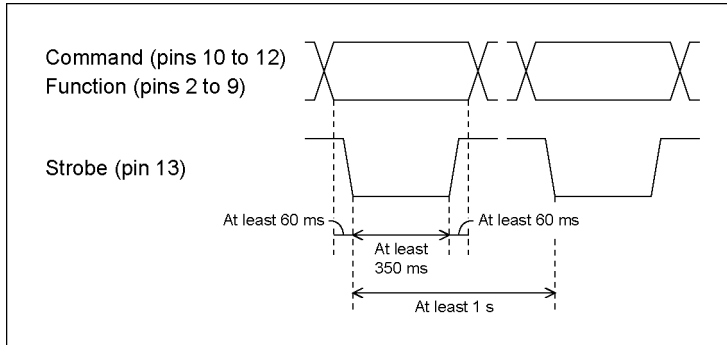 Command (pins 10 to 12)
Function (pins 2 to 9)
Strobe (pin 13)
At least 60 ms
At least 60 ms
At least
350 ms
At least 1 s